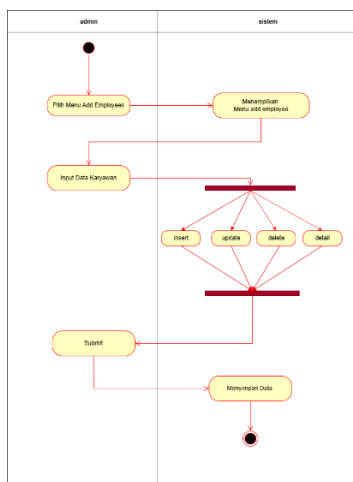 admin
sistem
Pilih Menu Add Employees
Menampilkan
Menu add employee
Input Data Karyawan
insert
update
delete
detail
Submit
Menyimpan Data